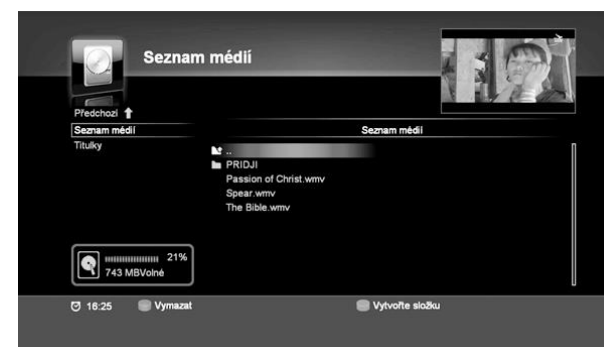 Seznam médií
Předchozí
Seznam médií
Seznam médií
Titulky
..
PRIDJI
Passion of Christ.wmv
Spear.wmv
The Bible.wmv
21%
743 MBVolné
16:25
Vymazat
Vytvořte složku